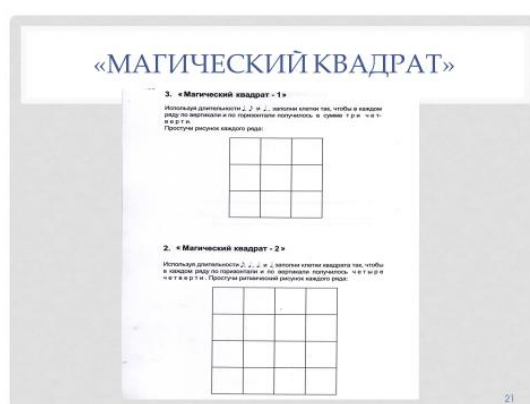 «МАГИЧЕСКИЙ КВАДРАТ»
3. «Магический квадрат - 1»
Используя длительности ♩ ♪ и ♩. заполни клетки так, чтобы в каждом
ряду по вертикали и по горизонтали получилось в сумме три чет-
верти.
Простучи рисунок каждого ряда:
2. « Магический квадрат - 2 »
Используя длительности заполни клетки квадрата так, чтобы
в каждом ряду по горизонтали и по вертикали получилось четыре
четверти. Простучи ритмический рисунок каждого ряда:
21